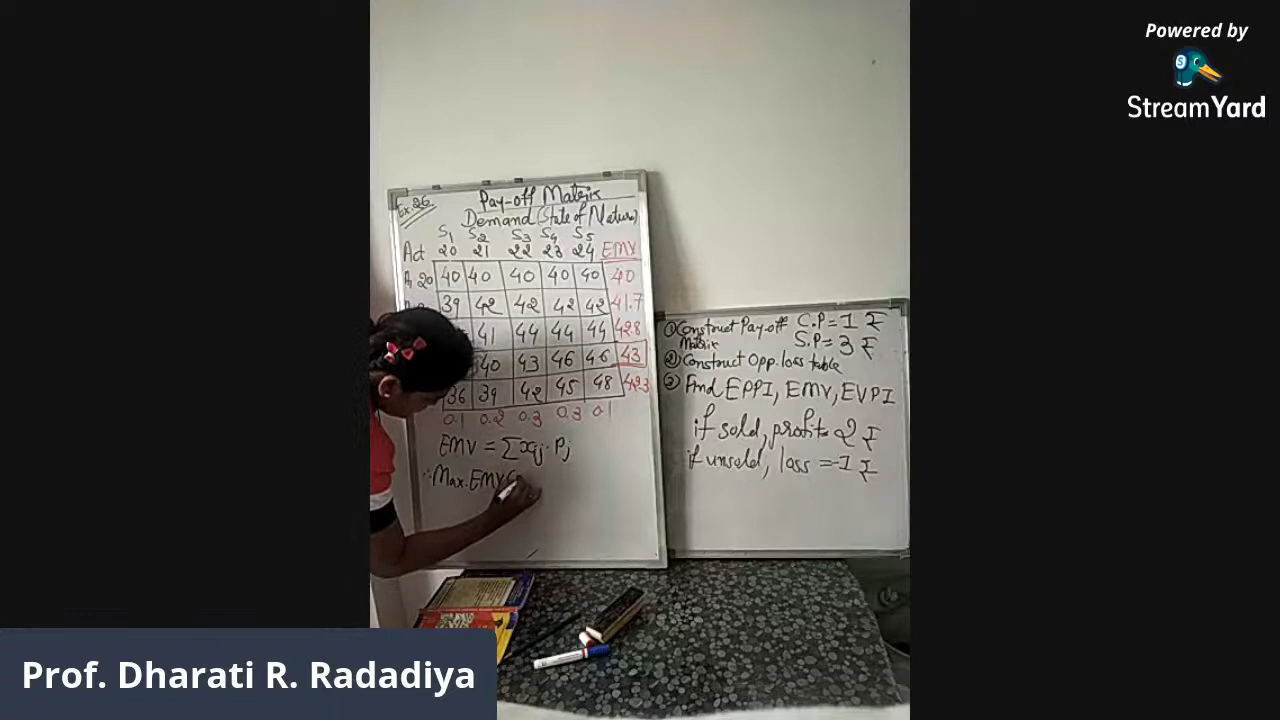 Powered by
StreamYard
Ex:26
Pay-off Matrix
Demand (State of Nature)
S1 S2 S3 S4 S5
Act 20 21 22 23 24 EMV
A1 20 40 40 40 40 40 40
39 42 42 42 42 41.7
41 44 44 44 42.8
40 43 46 46 43
36 39 42 45 48 42.3
0.1 0.2 0.3 0.3 0.1
EMV = ∑xij·Pj
∴ Max.EMV
① Construct Pay-off Matrix
C.P = 1 ₹
S.P = 3 ₹
② Construct Opp. loss table
③ Find EPPI, EMV, EVPI
if sold, profit = 2 ₹
if unsold, loss = -1 ₹
Prof. Dharati R. Radadiya